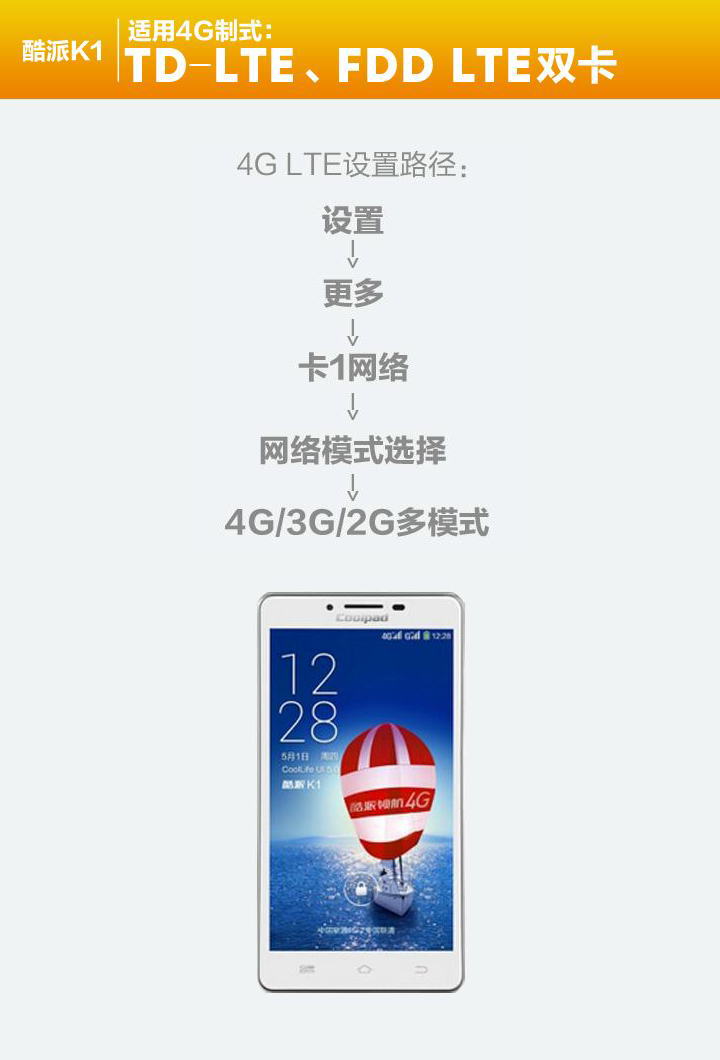 酷派K1
适用4G制式：
TD-LTE、FDD LTE双卡
4G LTE设置路径：
设置
更多
卡1网络
网络模式选择
4G/3G/2G多模式
Coolpad
4G G 12:28
12
28
5月1日 周四
CoolLife UI 5.0
酷派K1
酷派领航4G